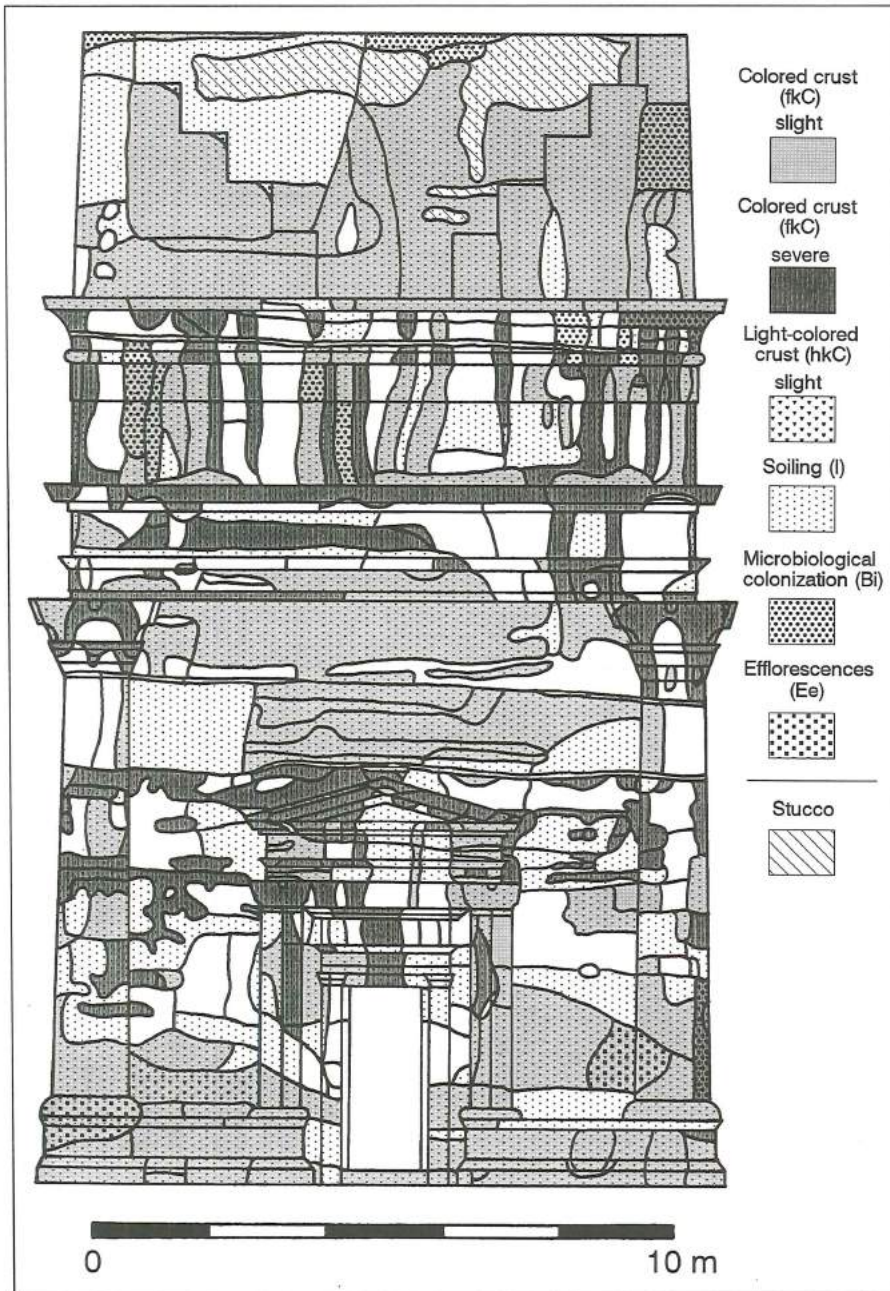 Colored crust
(fkC)
slight
Colored crust
(fkC)
severe
Light-colored
crust (hkC)
slight
Soiling (I)
Microbiological
colonization (Bi)
Efflorescences
(Ee)
Stucco
0 10 m